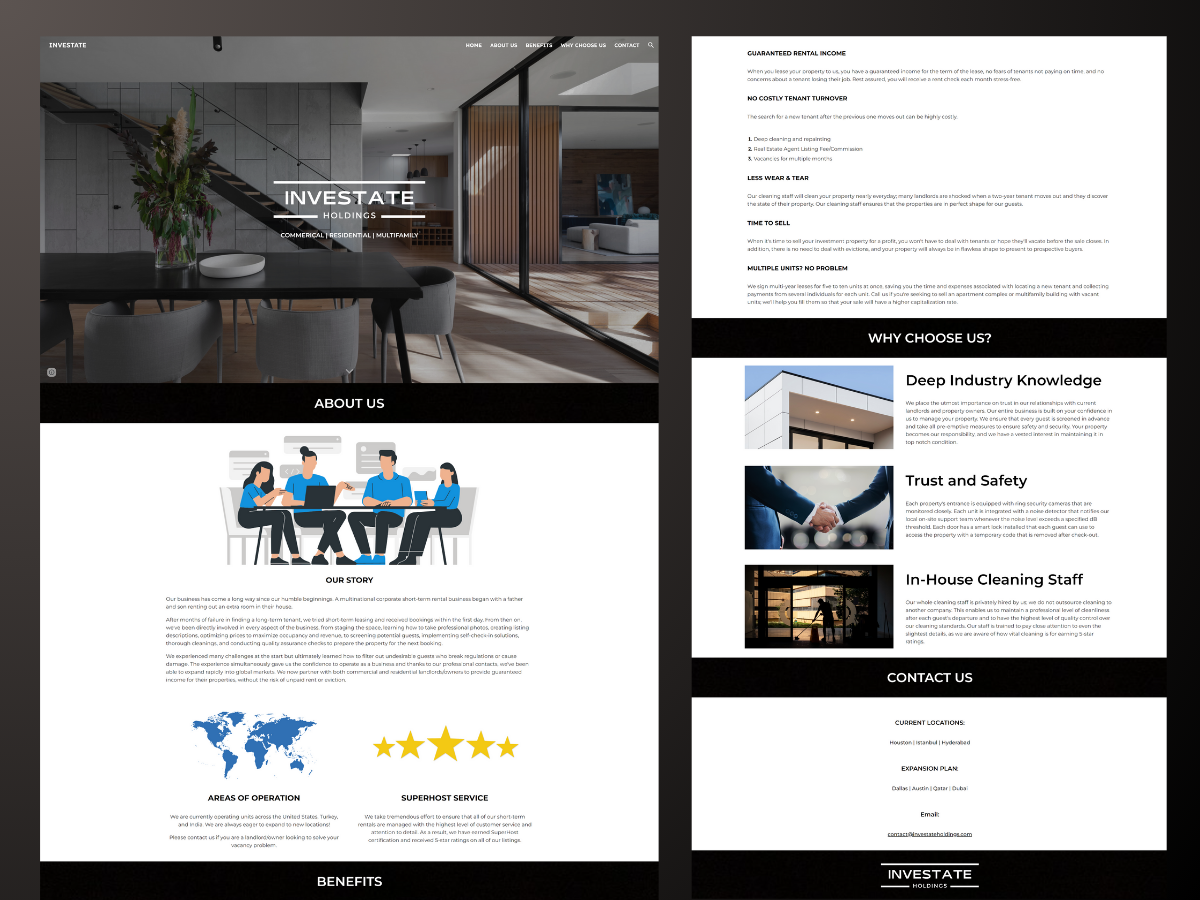 INVESTATE
HOME ABOUT US BENEFITS WHY CHOOSE US CONTACT
INVESTATE
HOLDINGS
COMMERICAL | RESIDENTIAL | MULTIFAMILY
ABOUT US
OUR STORY
Our business has come a long way since our humble beginnings. A multinational corporate short-term rental business began with a father
and son renting out an extra room in their house.
After months of failure in finding a long-term tenant, we tried short-term leasing and received bookings within the first day. From then on,
we've been directly involved in every aspect of the business, from staging the space, learning how to take professional photos, creating listing
descriptions, optimizing prices to maximize occupancy and revenue, to screening potential guests, implementing self-check-in solutions,
thorough cleanings, and conducting quality assurance checks to prepare the property for the next booking.
We experienced many challenges at the start but ultimately learned how to filter out undesirable guests who break regulations or cause
damage. The experience simultaneously gave us the confidence to operate as a business and thanks to our professional contacts, we've been
able to expand rapidly into global markets. We now partner with both commercial and residential landlords/owners to provide guaranteed
income for their properties, without the risk of unpaid rent or eviction.
AREAS OF OPERATION
We are currently operating units across the United States, Turkey,
and India. We are always eager to expand to new locations!
Please contact us if you are a landlord/owner looking to solve your
vacancy problem.
SUPERHOST SERVICE
We take tremendous effort to ensure that all of our short-term
rentals are managed with the highest level of customer service and
attention to detail. As a result, we have earned SuperHost
certification and received 5-star ratings on all of our listings.
BENEFITS
GUARANTEED RENTAL INCOME
When you lease your property to us, you have a guaranteed income for the term of the lease, no fears of tenants not paying on time, and no
concerns about a tenant losing their job. Rest assured, you will receive a rent check each month stress-free.
NO COSTLY TENANT TURNOVER
The search for a new tenant after the previous one moves out can be highly costly.
1. Deep cleaning and repainting
2. Real Estate Agent Listing Fee/Commission
3. Vacancies for multiple months
LESS WEAR & TEAR
Our cleaning staff will clean your property nearly everyday; many landlords are shocked when a two-year tenant moves out and they discover
the state of their property. Our cleaning staff ensures that the properties are in perfect shape for our guests.
TIME TO SELL
When it's time to sell your investment property for a profit, you won't have to deal with tenants or hope they'll vacate before the sale closes. In
addition, there is no need to deal with evictions, and your property will always be in flawless shape to present to prospective buyers.
MULTIPLE UNITS? NO PROBLEM
We sign multi-year leases for five to ten units at once, saving you the time and expenses associated with locating a new tenant and collecting
payments from several individuals for each unit. Call us if you're seeking to sell an apartment complex or multifamily building with vacant
units; we'll help you fill them so that your sale will have a higher capitalization rate.
WHY CHOOSE US?
Deep Industry Knowledge
We place the utmost importance on trust in our relationships with current
landlords and property owners. Our entire business is built on your confidence in
us to manage your property. We ensure that every guest is screened in advance
and take all pre-emptive measures to ensure safety and security. Your property
becomes our responsibility, and we have a vested interest in maintaining it in
top notch condition.
Trust and Safety
Each property's entrance is equipped with ring security cameras that are
monitored closely. Each unit is integrated with a noise detector that notifies our
local on-site support team whenever the noise level exceeds a specified dB
threshold. Each door has a smart lock installed that each guest can use to
access the property with a temporary code that is removed after check-out.
In-House Cleaning Staff
Our whole cleaning staff is privately hired by us; we do not outsource cleaning to
another company. This enables us to maintain a professional level of cleanliness
after each guest's departure and to have the highest level of quality control over
our cleaning standards. Our staff is trained to pay close attention to even the
slightest details, as we are aware of how vital cleaning is for earning 5-star
ratings.
CONTACT US
CURRENT LOCATIONS:
Houston | Istanbul | Hyderabad
EXPANSION PLAN:
Dallas | Austin | Qatar | Dubai
Email:
contact@investateholdings.com
INVESTATE
HOLDINGS